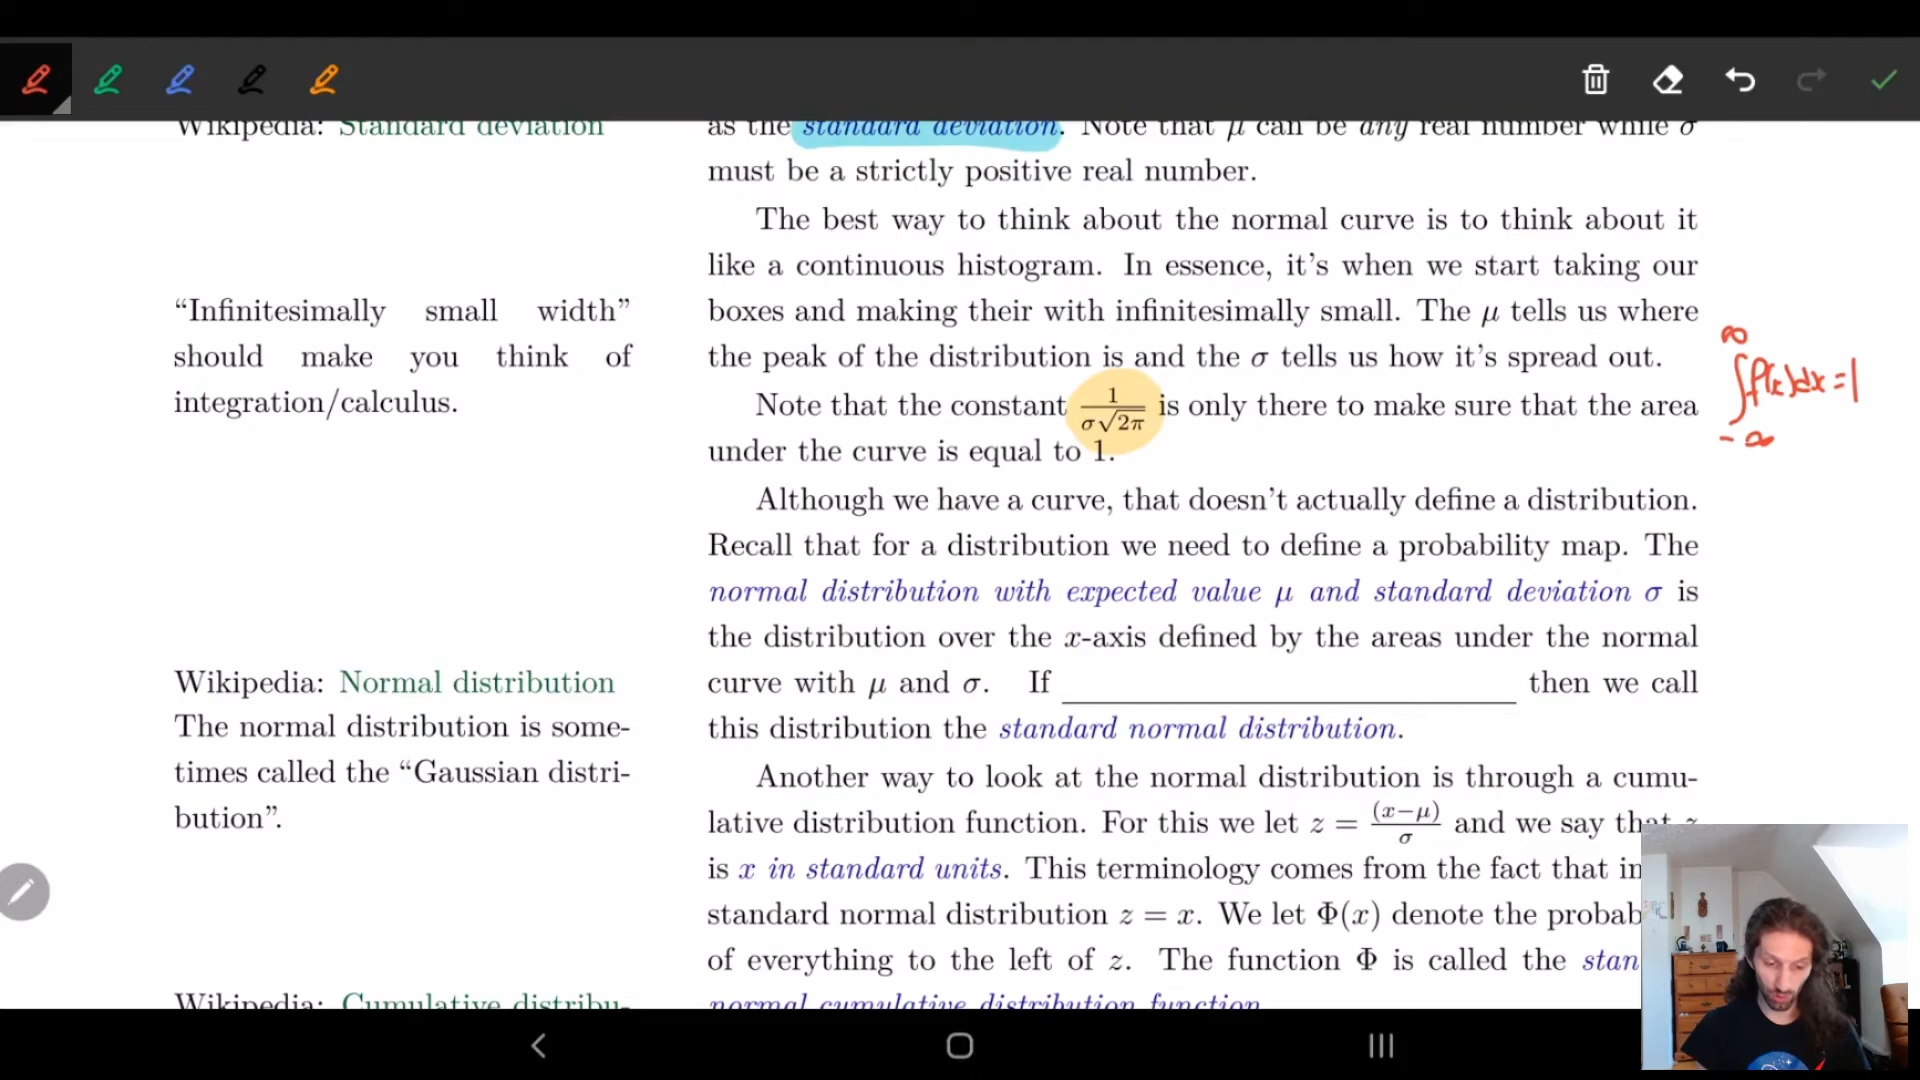 Wikipedia: Standard deviation
as the standard deviation. Note that μ can be any real number while σ
must be a strictly positive real number.
The best way to think about the normal curve is to think about it
like a continuous histogram. In essence, it's when we start taking our
boxes and making their with infinitesimally small. The μ tells us where
the peak of the distribution is and the σ tells us how it's spread out.
“Infinitesimally small width”
should make you think of
integration/calculus.
Note that the constant 1/(σ√2π) is only there to make sure that the area
under the curve is equal to 1.
∞
∫f(x)dx=1
-∞
Although we have a curve, that doesn't actually define a distribution.
Recall that for a distribution we need to define a probability map. The
normal distribution with expected value μ and standard deviation σ is
the distribution over the x-axis defined by the areas under the normal
curve with μ and σ. If ____________ then we call
this distribution the standard normal distribution.
Wikipedia: Normal distribution
The normal distribution is some-
times called the “Gaussian distri-
bution”.
Another way to look at the normal distribution is through a cumu-
lative distribution function. For this we let z = (x−μ)/σ and we say that z
is x in standard units. This terminology comes from the fact that in
standard normal distribution z = x. We let Φ(x) denote the probab
of everything to the left of z. The function Φ is called the stan
normal cumulative distribution function
Wikipedia: Cumulative distribu-